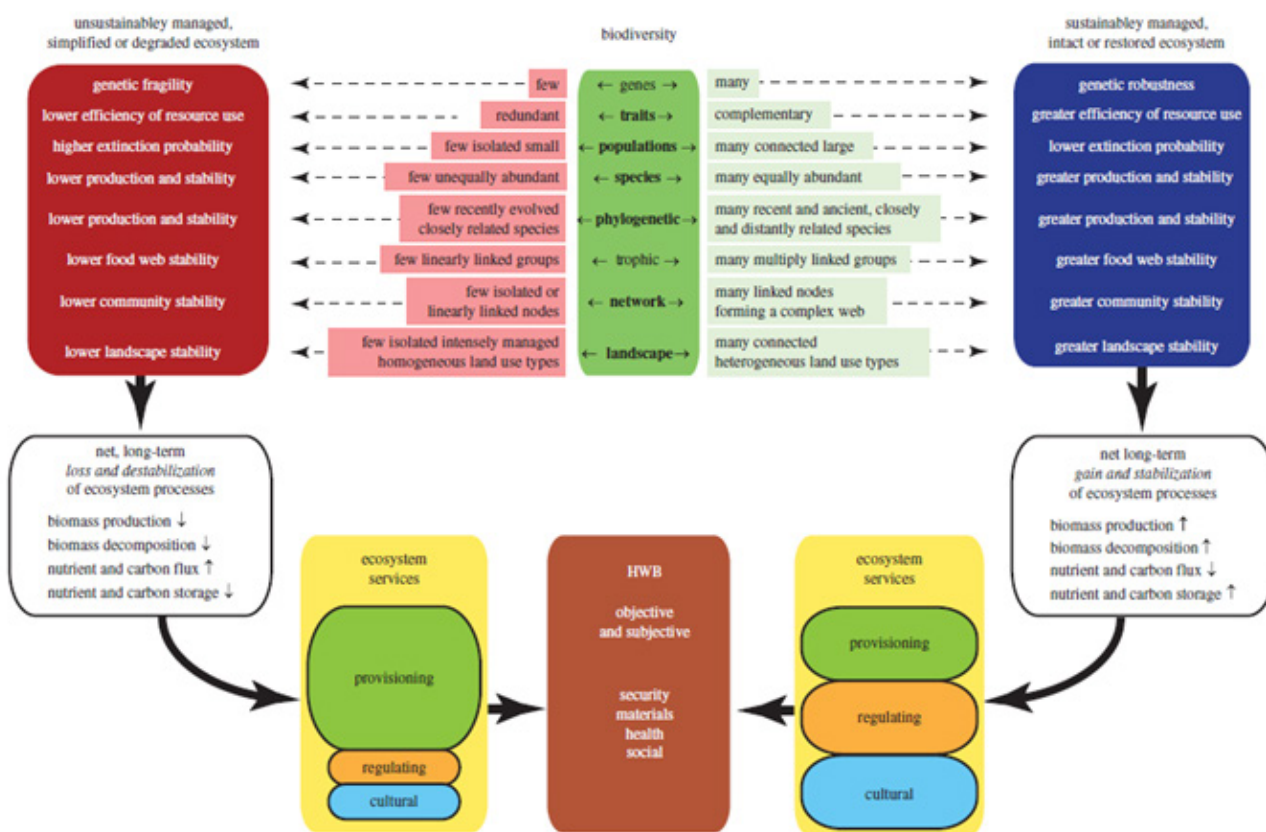 unsustainabley managed,
simplified or degraded ecosystem
biodiversity
sustainabley managed,
intact or restored ecosystem
genetic fragility
few
← genes →
many
genetic robustness
lower efficiency of resource use
redundant
← traits →
complementary
greater efficiency of resource use
higher extinction probability
few isolated small
← populations →
many connected large
lower extinction probability
lower production and stability
few unequally abundant
← species →
many equally abundant
greater production and stability
lower production and stability
few recently evolved
closely related species
← phylogenetic →
many recent and ancient, closely
and distantly related species
greater production and stability
lower food web stability
few linearly linked groups
← trophic →
many multiply linked groups
greater food web stability
lower community stability
few isolated or
linearly linked nodes
← network →
many linked nodes
forming a complex web
greater community stability
lower landscape stability
few isolated intensely managed
homogeneous land use types
← landscape →
many connected
heterogeneous land use types
greater landscape stability
net, long-term
loss and destabilization
of ecosystem processes
biomass production ↓
biomass decomposition ↓
nutrient and carbon flux ↑
nutrient and carbon storage ↓
ecosystem
services
provisioning
regulating
cultural
HWB
objective
and subjective
security
materials
health
social
ecosystem
services
provisioning
regulating
cultural
net long-term
gain and stabilization
of ecosystem processes
biomass production ↑
biomass decomposition ↑
nutrient and carbon flux ↓
nutrient and carbon storage ↑